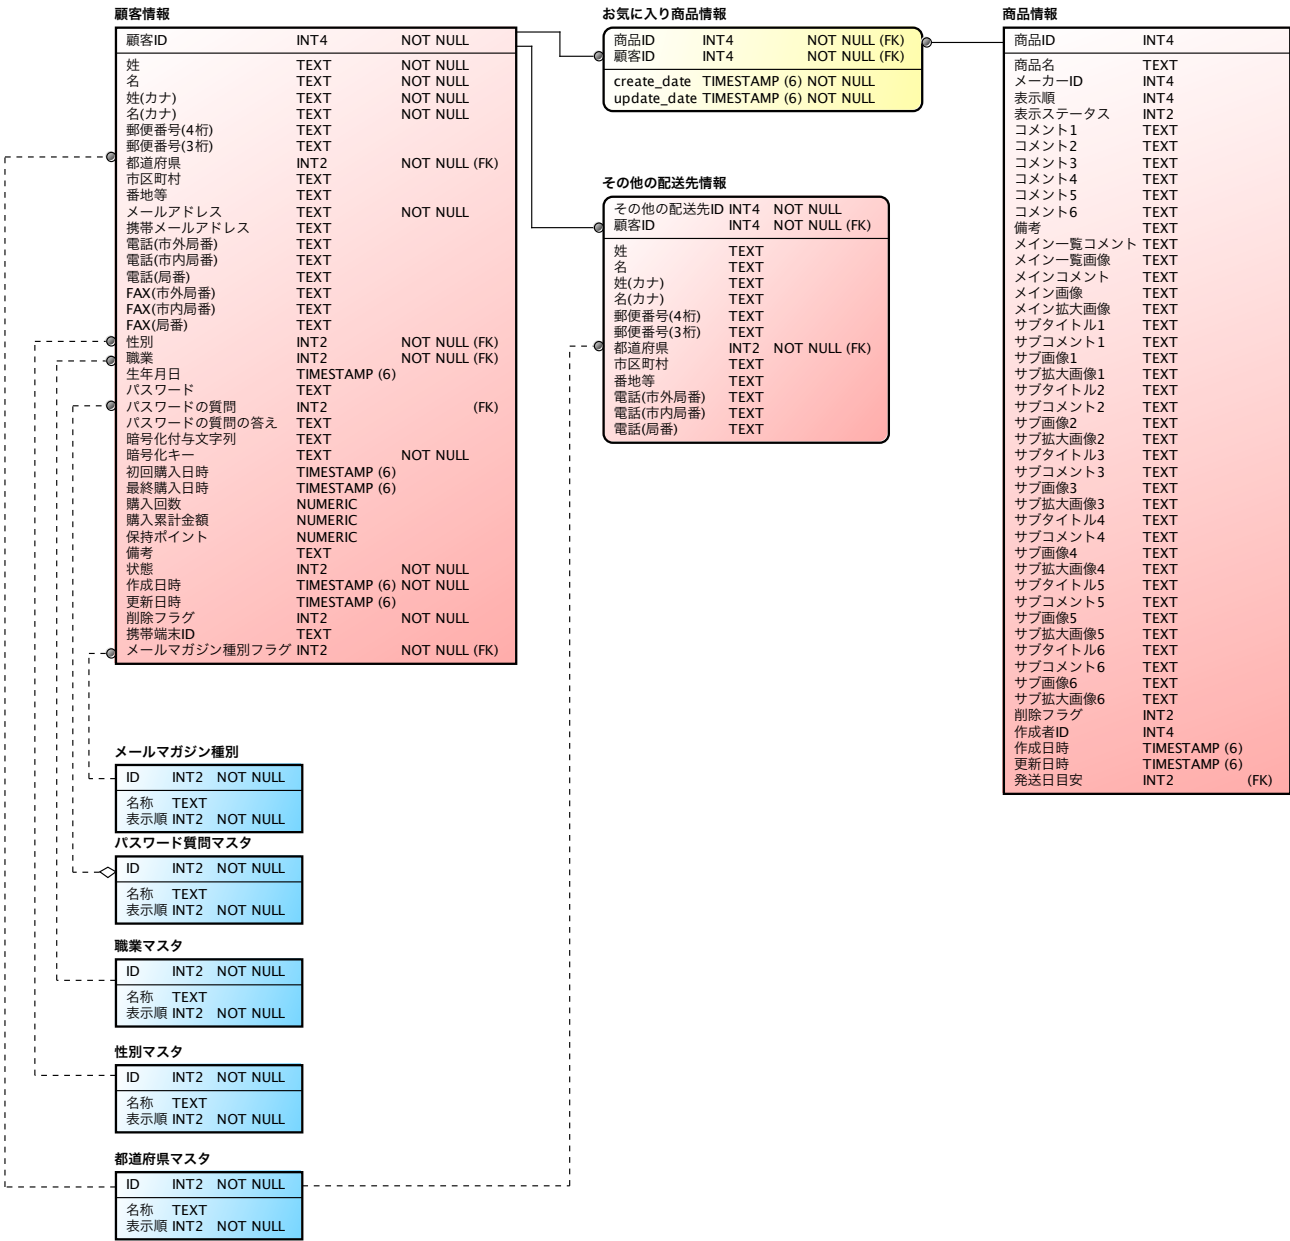 顧客情報
顧客ID INT4 NOT NULL
姓 TEXT NOT NULL
名 TEXT NOT NULL
姓(カナ) TEXT NOT NULL
名(カナ) TEXT NOT NULL
郵便番号(4桁) TEXT
郵便番号(3桁) TEXT
都道府県 INT2 NOT NULL (FK)
市区町村 TEXT
番地等 TEXT
メールアドレス TEXT NOT NULL
携帯メールアドレス TEXT
電話(市外局番) TEXT
電話(市内局番) TEXT
電話(局番) TEXT
FAX(市外局番) TEXT
FAX(市内局番) TEXT
FAX(局番) TEXT
性別 INT2 NOT NULL (FK)
職業 INT2 NOT NULL (FK)
生年月日 TIMESTAMP (6)
パスワード TEXT
パスワードの質問 INT2 (FK)
パスワードの質問の答え TEXT
暗号化付与文字列 TEXT
暗号化キー TEXT NOT NULL
初回購入日時 TIMESTAMP (6)
最終購入日時 TIMESTAMP (6)
購入回数 NUMERIC
購入累計金額 NUMERIC
保持ポイント NUMERIC
備考 TEXT
状態 INT2 NOT NULL
作成日時 TIMESTAMP (6) NOT NULL
更新日時 TIMESTAMP (6)
削除フラグ INT2 NOT NULL
携帯端末ID TEXT
メールマガジン種別フラグ INT2 NOT NULL (FK)
お気に入り商品情報
商品ID INT4 NOT NULL (FK)
顧客ID INT4 NOT NULL (FK)
create_date TIMESTAMP (6) NOT NULL
update_date TIMESTAMP (6) NOT NULL
その他の配送先情報
その他の配送先ID INT4 NOT NULL
顧客ID INT4 NOT NULL (FK)
姓 TEXT
名 TEXT
姓(カナ) TEXT
名(カナ) TEXT
郵便番号(4桁) TEXT
郵便番号(3桁) TEXT
都道府県 INT2 NOT NULL (FK)
市区町村 TEXT
番地等 TEXT
電話(市外局番) TEXT
電話(市内局番) TEXT
電話(局番) TEXT
商品情報
商品ID INT4
商品名 TEXT
メーカーID INT4
表示順 INT4
表示ステータス INT2
コメント1 TEXT
コメント2 TEXT
コメント3 TEXT
コメント4 TEXT
コメント5 TEXT
コメント6 TEXT
備考 TEXT
メイン一覧コメント TEXT
メイン一覧画像 TEXT
メインコメント TEXT
メイン画像 TEXT
メイン拡大画像 TEXT
サブタイトル1 TEXT
サブコメント1 TEXT
サブ画像1 TEXT
サブ拡大画像1 TEXT
サブタイトル2 TEXT
サブコメント2 TEXT
サブ画像2 TEXT
サブ拡大画像2 TEXT
サブタイトル3 TEXT
サブコメント3 TEXT
サブ画像3 TEXT
サブ拡大画像3 TEXT
サブタイトル4 TEXT
サブコメント4 TEXT
サブ画像4 TEXT
サブ拡大画像4 TEXT
サブタイトル5 TEXT
サブコメント5 TEXT
サブ画像5 TEXT
サブ拡大画像5 TEXT
サブタイトル6 TEXT
サブコメント6 TEXT
サブ画像6 TEXT
サブ拡大画像6 TEXT
削除フラグ INT2
作成者ID INT4
作成日時 TIMESTAMP (6)
更新日時 TIMESTAMP (6)
発送日目安 INT2 (FK)
メールマガジン種別
ID INT2 NOT NULL
名称 TEXT
表示順 INT2 NOT NULL
パスワード質問マスタ
ID INT2 NOT NULL
名称 TEXT
表示順 INT2 NOT NULL
職業マスタ
ID INT2 NOT NULL
名称 TEXT
表示順 INT2 NOT NULL
性別マスタ
ID INT2 NOT NULL
名称 TEXT
表示順 INT2 NOT NULL
都道府県マスタ
ID INT2 NOT NULL
名称 TEXT
表示順 INT2 NOT NULL